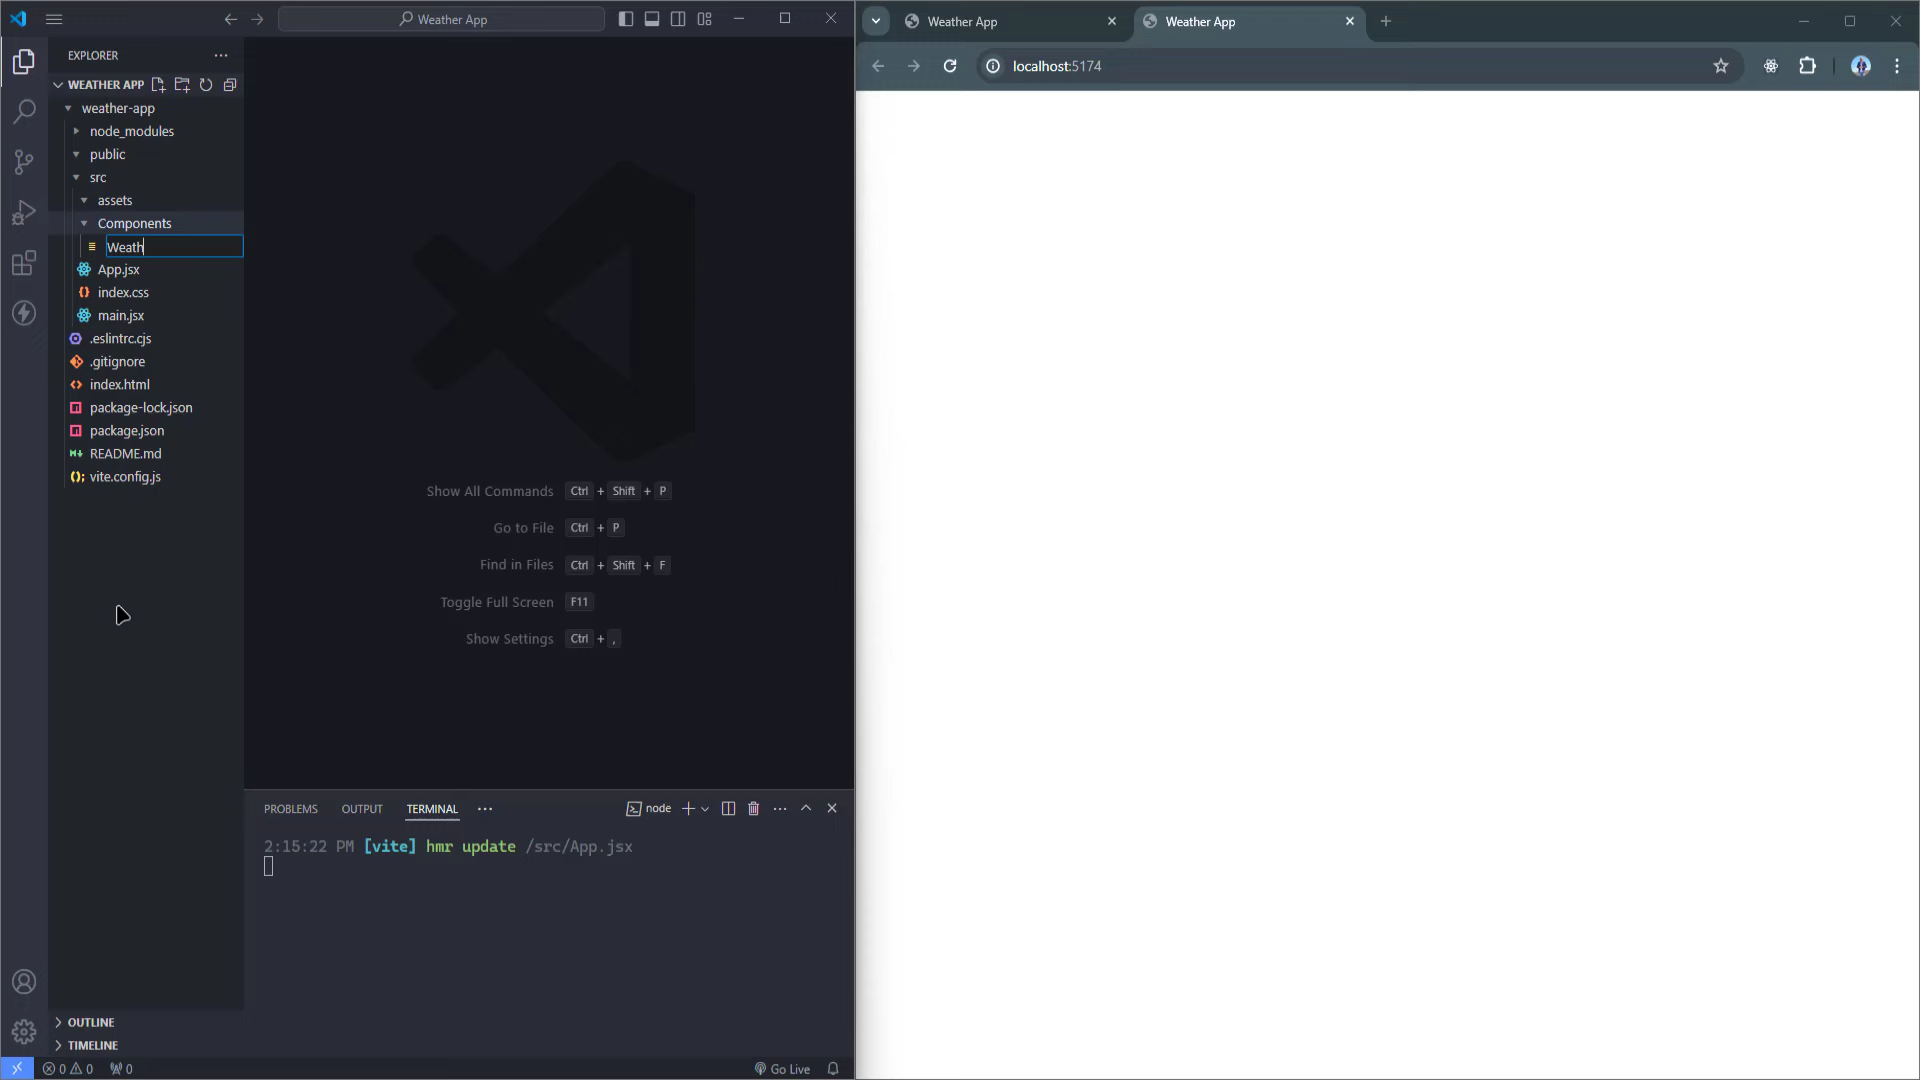 Weather App
Weather App
Weather App
localhost:5174
EXPLORER
WEATHER APP
weather-app
node_modules
public
src
assets
Components
Weath
App.jsx
index.css
main.jsx
.eslintrc.cjs
.gitignore
index.html
package-lock.json
package.json
README.md
vite.config.js
Show All Commands Ctrl + Shift + P
Go to File Ctrl + P
Find in Files Ctrl + Shift + F
Toggle Full Screen F11
Show Settings Ctrl + ,
PROBLEMS OUTPUT TERMINAL node
2:15:22 PM [vite] hmr update /src/App.jsx
OUTLINE
TIMELINE
0 0 0 Go Live